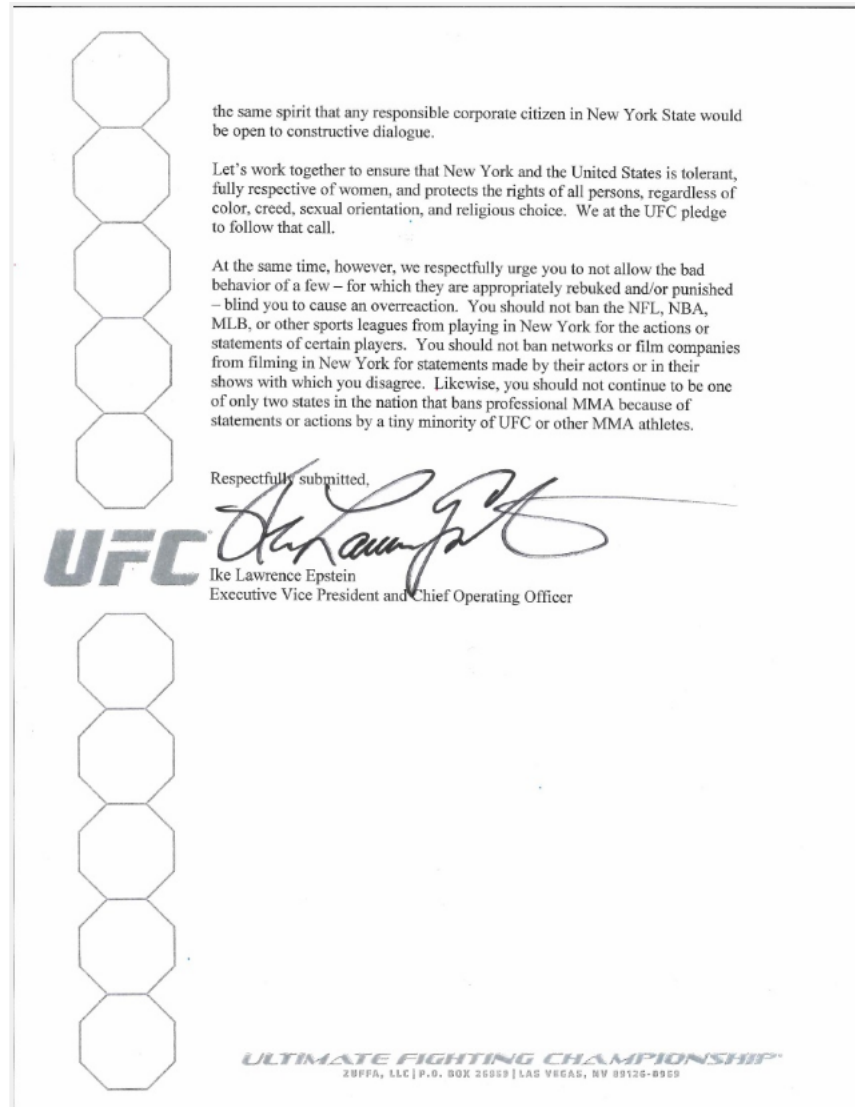 the same spirit that any responsible corporate citizen in New York State would
be open to constructive dialogue.
Let's work together to ensure that New York and the United States is tolerant,
fully respective of women, and protects the rights of all persons, regardless of
color, creed, sexual orientation, and religious choice.  We at the UFC pledge
to follow that call.
At the same time, however, we respectfully urge you to not allow the bad
behavior of a few – for which they are appropriately rebuked and/or punished
– blind you to cause an overreaction.  You should not ban the NFL, NBA,
MLB, or other sports leagues from playing in New York for the actions or
statements of certain players.  You should not ban networks or film companies
from filming in New York for statements made by their actors or in their
shows with which you disagree.  Likewise, you should not continue to be one
of only two states in the nation that bans professional MMA because of
statements or actions by a tiny minority of UFC or other MMA athletes.
Respectfully submitted,
UFC
Ike Lawrence Epstein
Executive Vice President and Chief Operating Officer
ULTIMATE FIGHTING CHAMPIONSHIP
ZUFFA, LLC | P.O. BOX 26959 | LAS VEGAS, NV 89126-0959